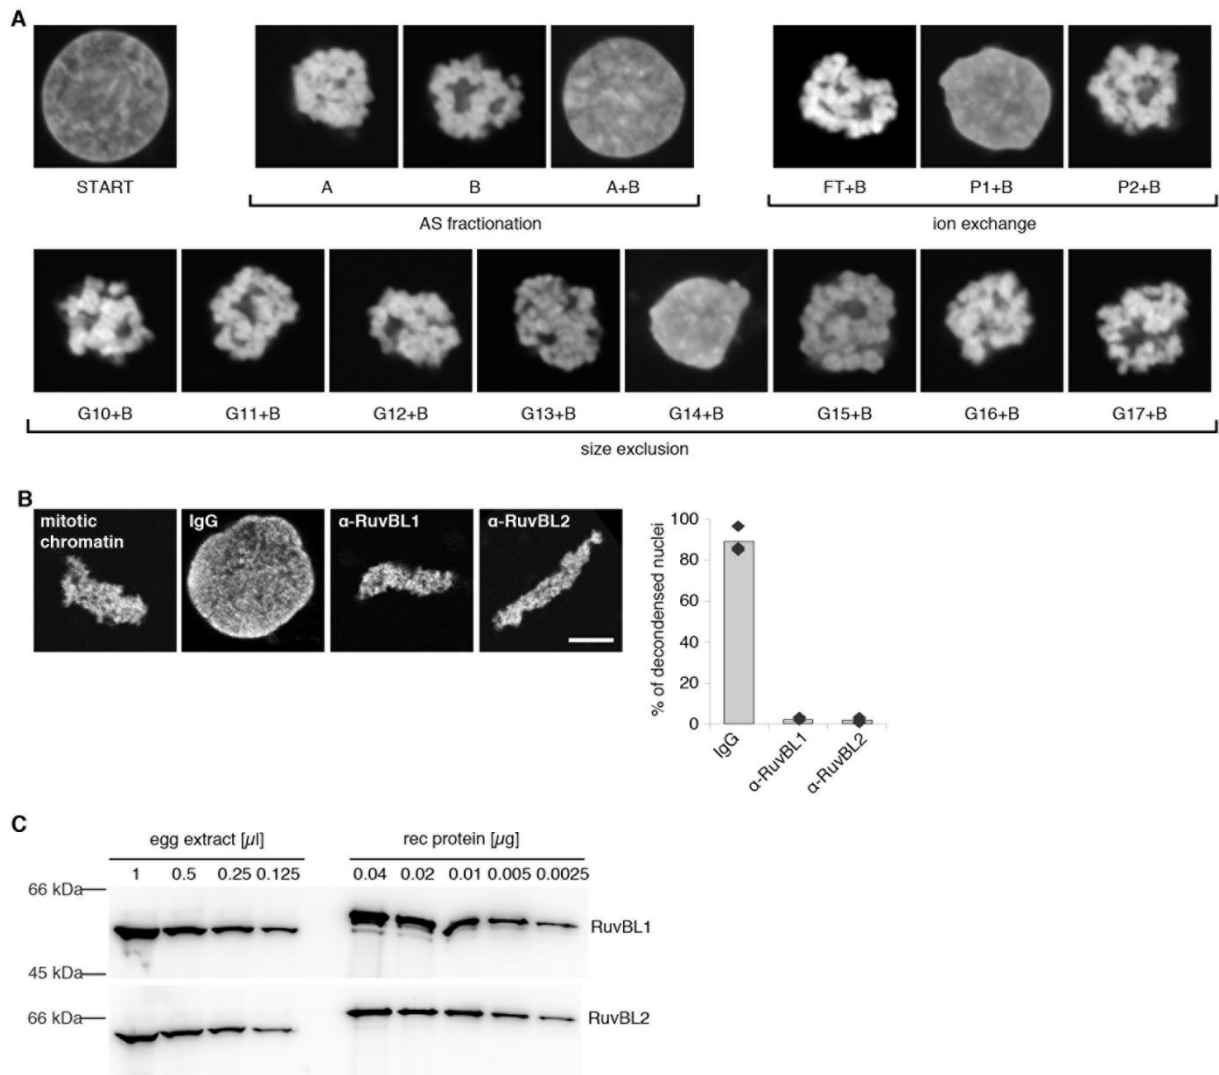 A
START
A B A+B
AS fractionation
FT+B P1+B P2+B
ion exchange
G10+B G11+B G12+B G13+B G14+B G15+B G16+B G17+B
size exclusion
B
mitotic
chromatin
IgG
α-RuvBL1
α-RuvBL2
% of decondensed nuclei
100
80
60
40
20
0
IgG
α-RuvBL1
α-RuvBL2
C
egg extract [µl]
rec protein [µg]
1 0.5 0.25 0.125
0.04 0.02 0.01 0.005 0.0025
66 kDa
RuvBL1
45 kDa
66 kDa
RuvBL2